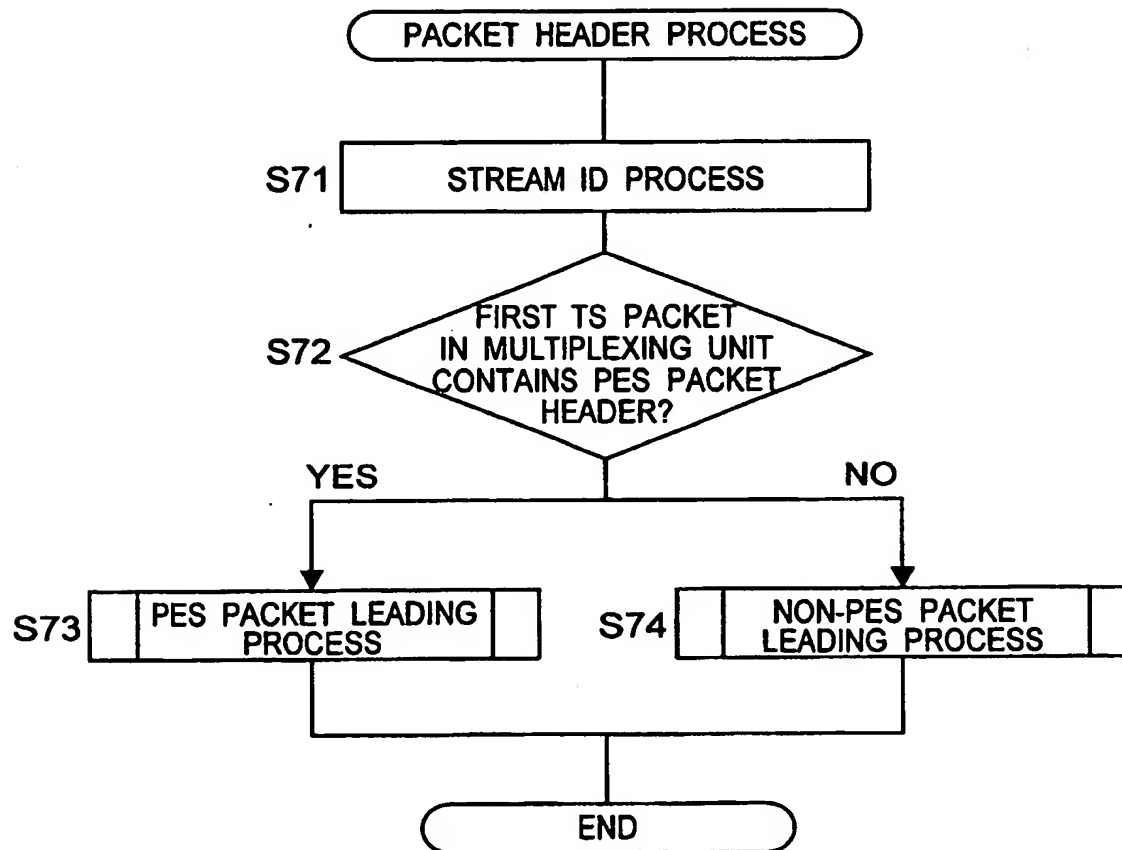 PACKET HEADER PROCESS
S71
STREAM ID PROCESS
S72
FIRST TS PACKET
IN MULTIPLEXING UNIT
CONTAINS PES PACKET
HEADER?
YES
NO
S73
PES PACKET LEADING
PROCESS
S74
NON-PES PACKET
LEADING PROCESS
END